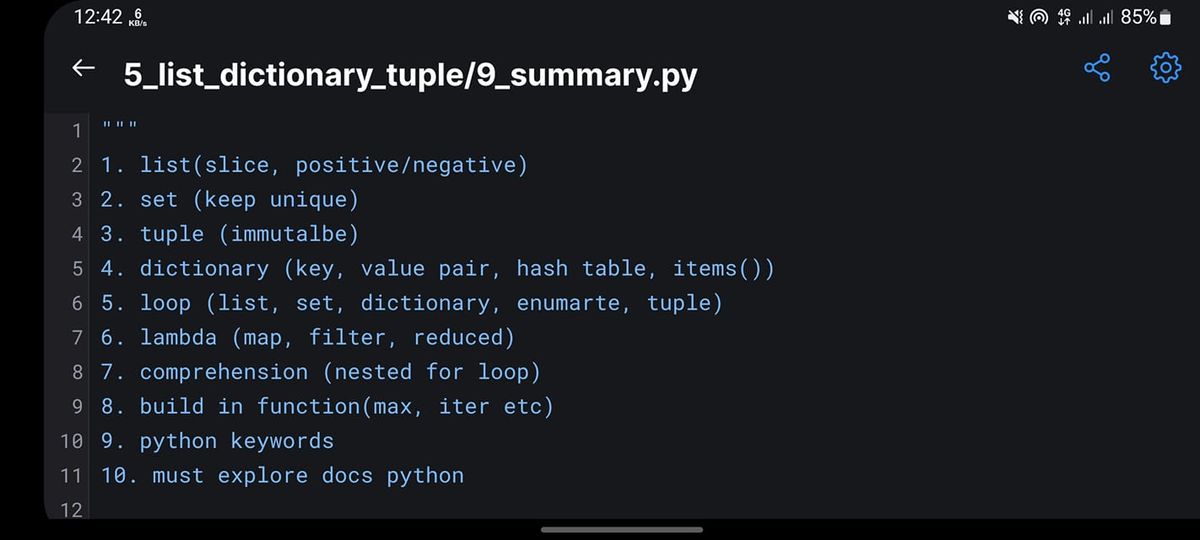 12:42 6 KB/s 4G 85%
5_list_dictionary_tuple/9_summary.py
1 """
2 1. list(slice, positive/negative)
3 2. set (keep unique)
4 3. tuple (immutalbe)
5 4. dictionary (key, value pair, hash table, items())
6 5. loop (list, set, dictionary, enumarte, tuple)
7 6. lambda (map, filter, reduced)
8 7. comprehension (nested for loop)
9 8. build in function(max, iter etc)
10 9. python keywords
11 10. must explore docs python
12